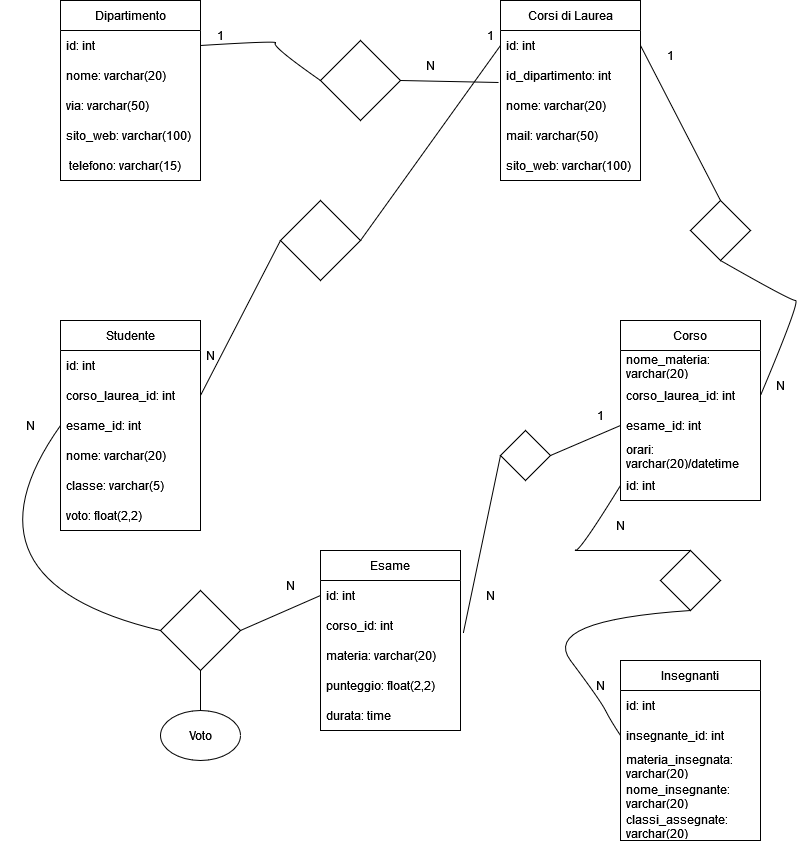 Dipartimento
id: int
nome: varchar(20)
via: varchar(50)
sito_web: varchar(100)
telefono: varchar(15)
1
N
Corsi di Laurea
1
id: int
id_dipartimento: int
nome: varchar(20)
mail: varchar(50)
sito_web: varchar(100)
1
Studente
id: int
corso_laurea_id: int
esame_id: int
nome: varchar(20)
classe: varchar(5)
voto: float(2,2)
N
N
Corso
nome_materia:
varchar(20)
corso_laurea_id: int
esame_id: int
orari:
varchar(20)/datetime
id: int
N
1
N
Esame
id: int
corso_id: int
materia: varchar(20)
punteggio: float(2,2)
durata: time
N
N
Voto
Insegnanti
id: int
insegnante_id: int
materia_insegnata:
varchar(20)
nome_insegnante:
varchar(20)
classi_assegnate:
varchar(20)
N